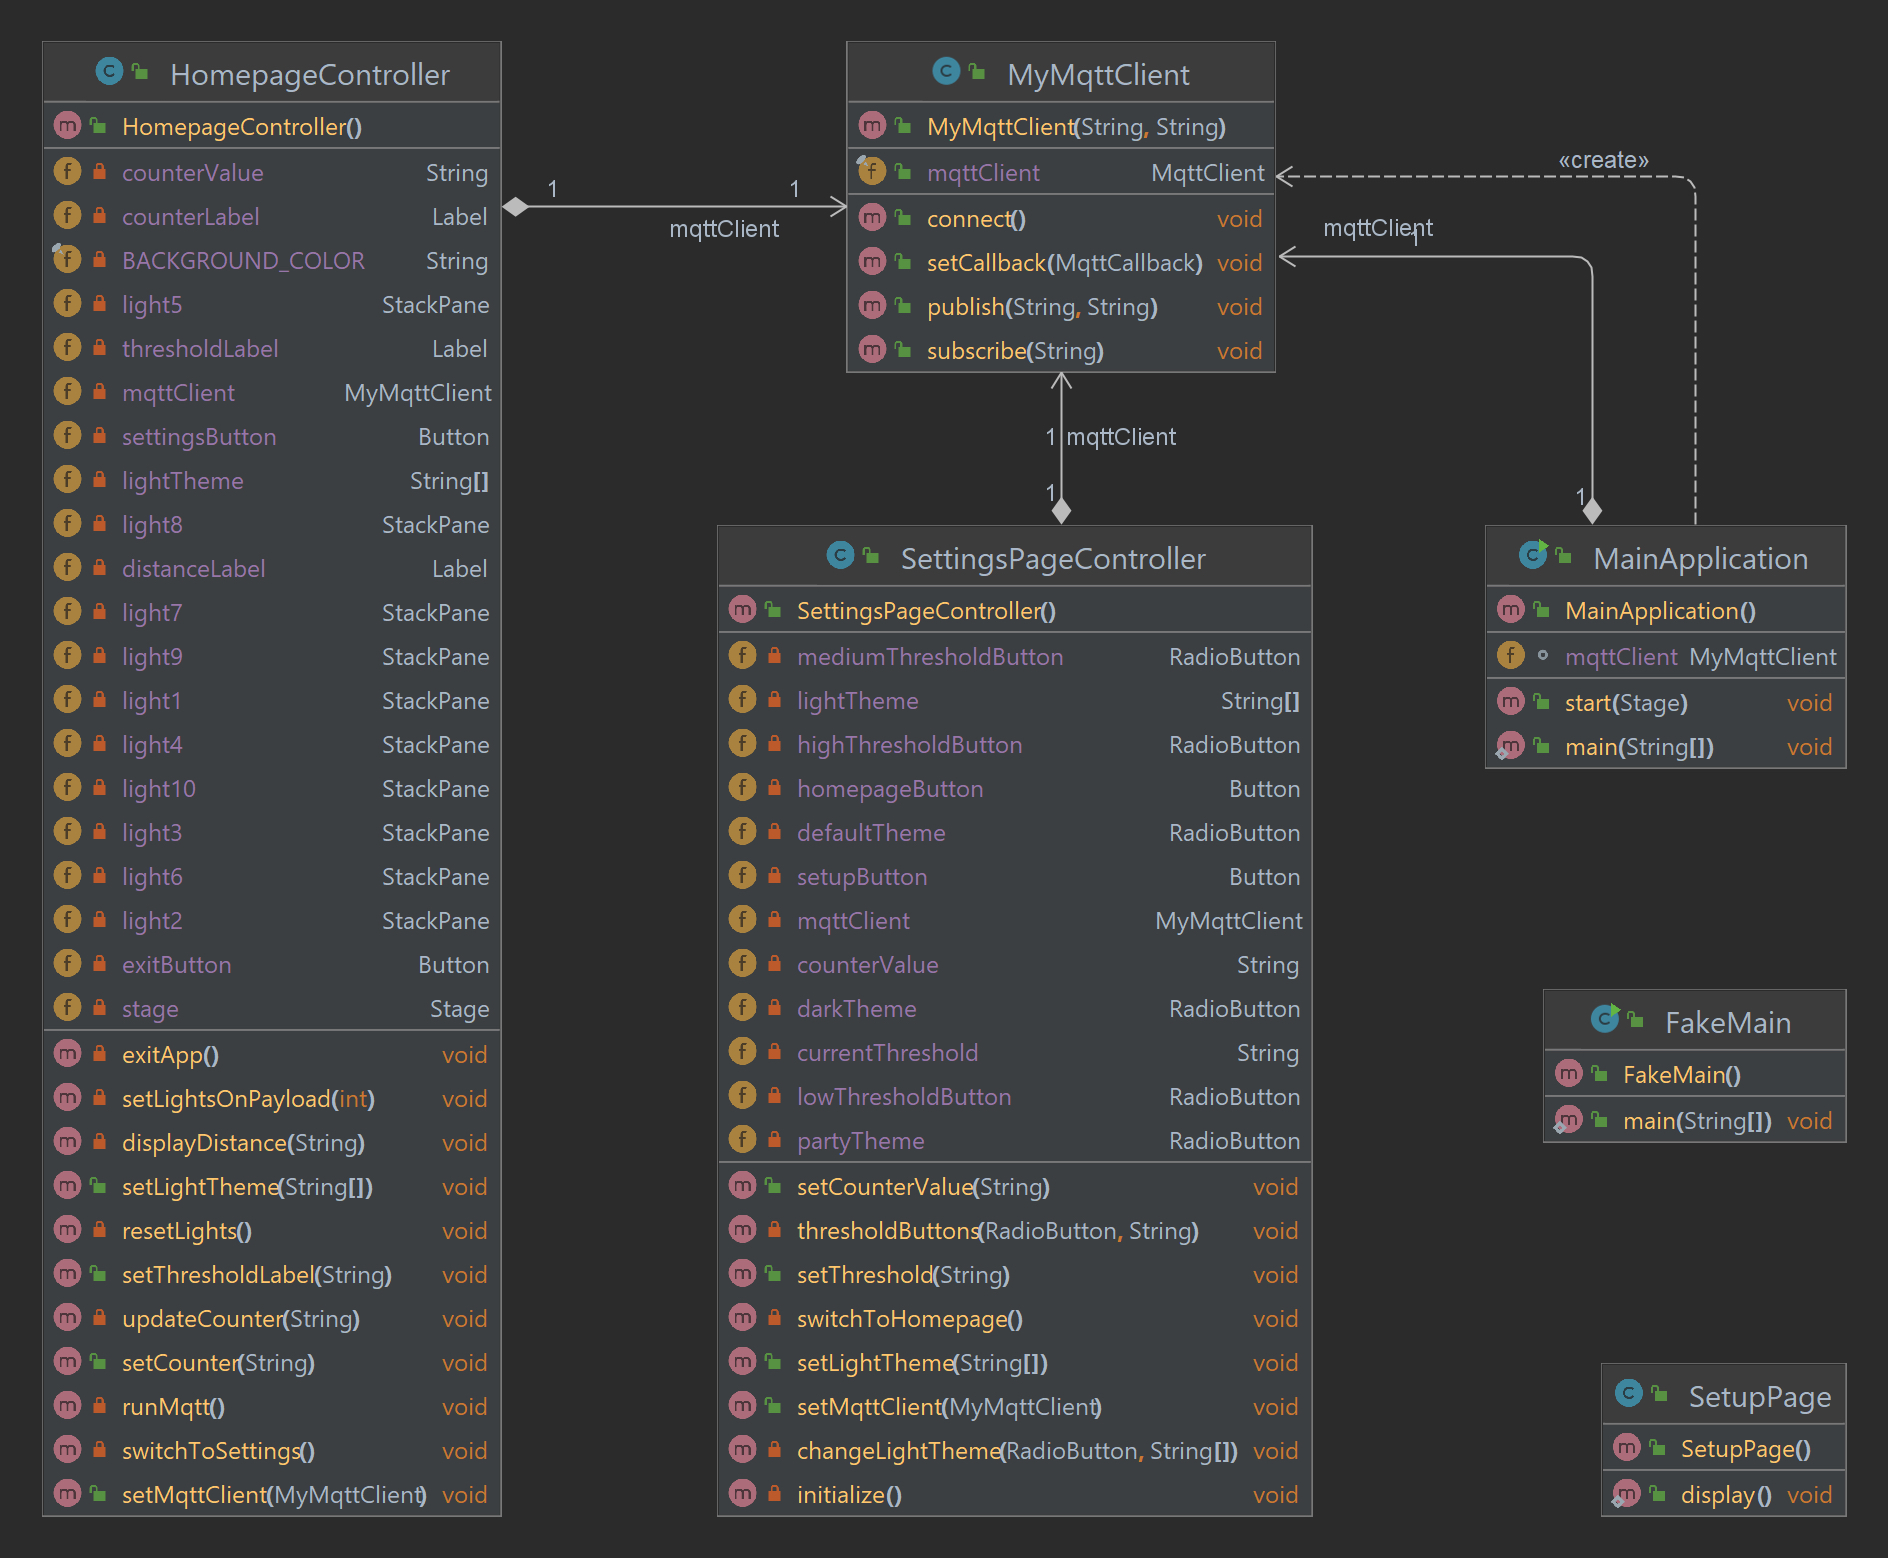 HomepageController
HomepageController()
counterValue String
counterLabel Label
BACKGROUND_COLOR String
light5 StackPane
thresholdLabel Label
mqttClient MyMqttClient
settingsButton Button
lightTheme String[]
light8 StackPane
distanceLabel Label
light7 StackPane
light9 StackPane
light1 StackPane
light4 StackPane
light10 StackPane
light3 StackPane
light6 StackPane
light2 StackPane
exitButton Button
stage Stage
exitApp() void
setLightsOnPayload(int) void
displayDistance(String) void
setLightTheme(String[]) void
resetLights() void
setThresholdLabel(String) void
updateCounter(String) void
setCounter(String) void
runMqtt() void
switchToSettings() void
setMqttClient(MyMqttClient) void
1 1
mqttClient
MyMqttClient
MyMqttClient(String, String)
mqttClient MqttClient
connect() void
setCallback(MqttCallback) void
publish(String, String) void
subscribe(String) void
«create»
mqttClient
1
1
1 mqttClient
1
SettingsPageController
SettingsPageController()
mediumThresholdButton RadioButton
lightTheme String[]
highThresholdButton RadioButton
homepageButton Button
defaultTheme RadioButton
setupButton Button
mqttClient MyMqttClient
counterValue String
darkTheme RadioButton
currentThreshold String
lowThresholdButton RadioButton
partyTheme RadioButton
setCounterValue(String) void
thresholdButtons(RadioButton, String) void
setThreshold(String) void
switchToHomepage() void
setLightTheme(String[]) void
setMqttClient(MyMqttClient) void
changeLightTheme(RadioButton, String[]) void
initialize() void
MainApplication
MainApplication()
mqttClient MyMqttClient
start(Stage) void
main(String[]) void
FakeMain
FakeMain()
main(String[]) void
SetupPage
SetupPage()
display() void